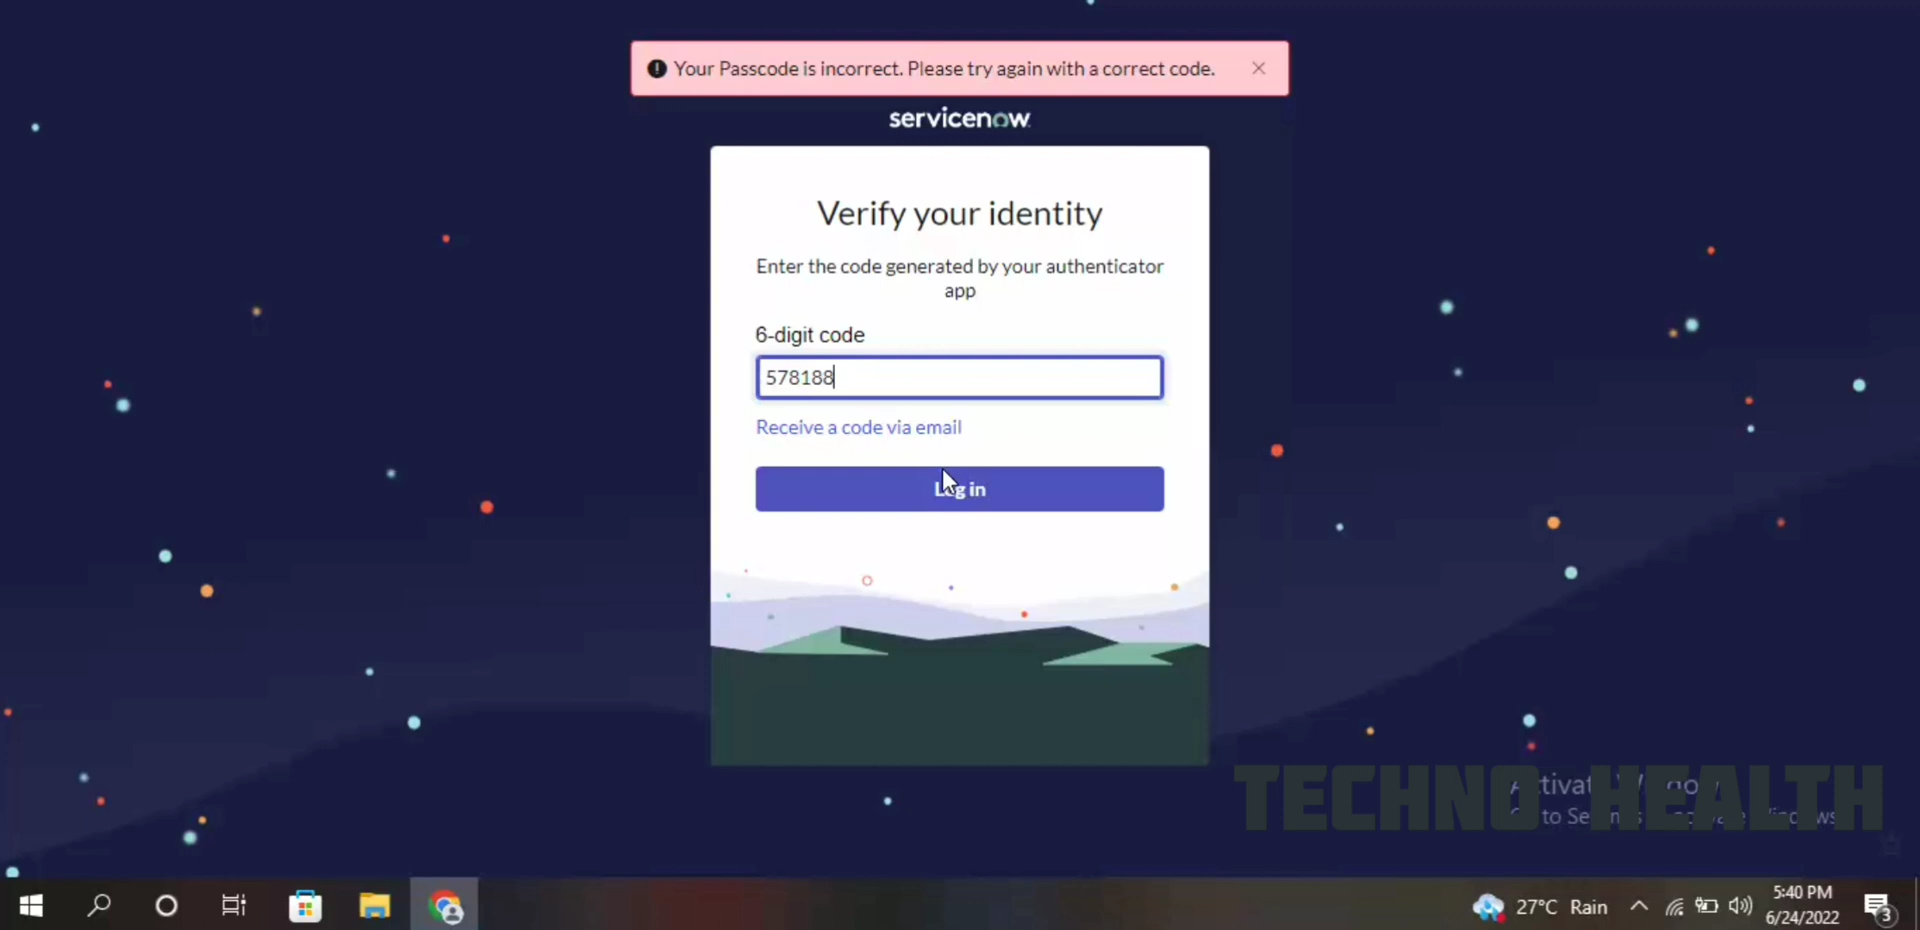 Your Passcode is incorrect. Please try again with a correct code.
servicenow
Verify your identity
Enter the code generated by your authenticator
app
6-digit code
578188
Receive a code via email
Log in
TECHNO HEALTH
27°C Rain
5:40 PM
6/24/2022
3